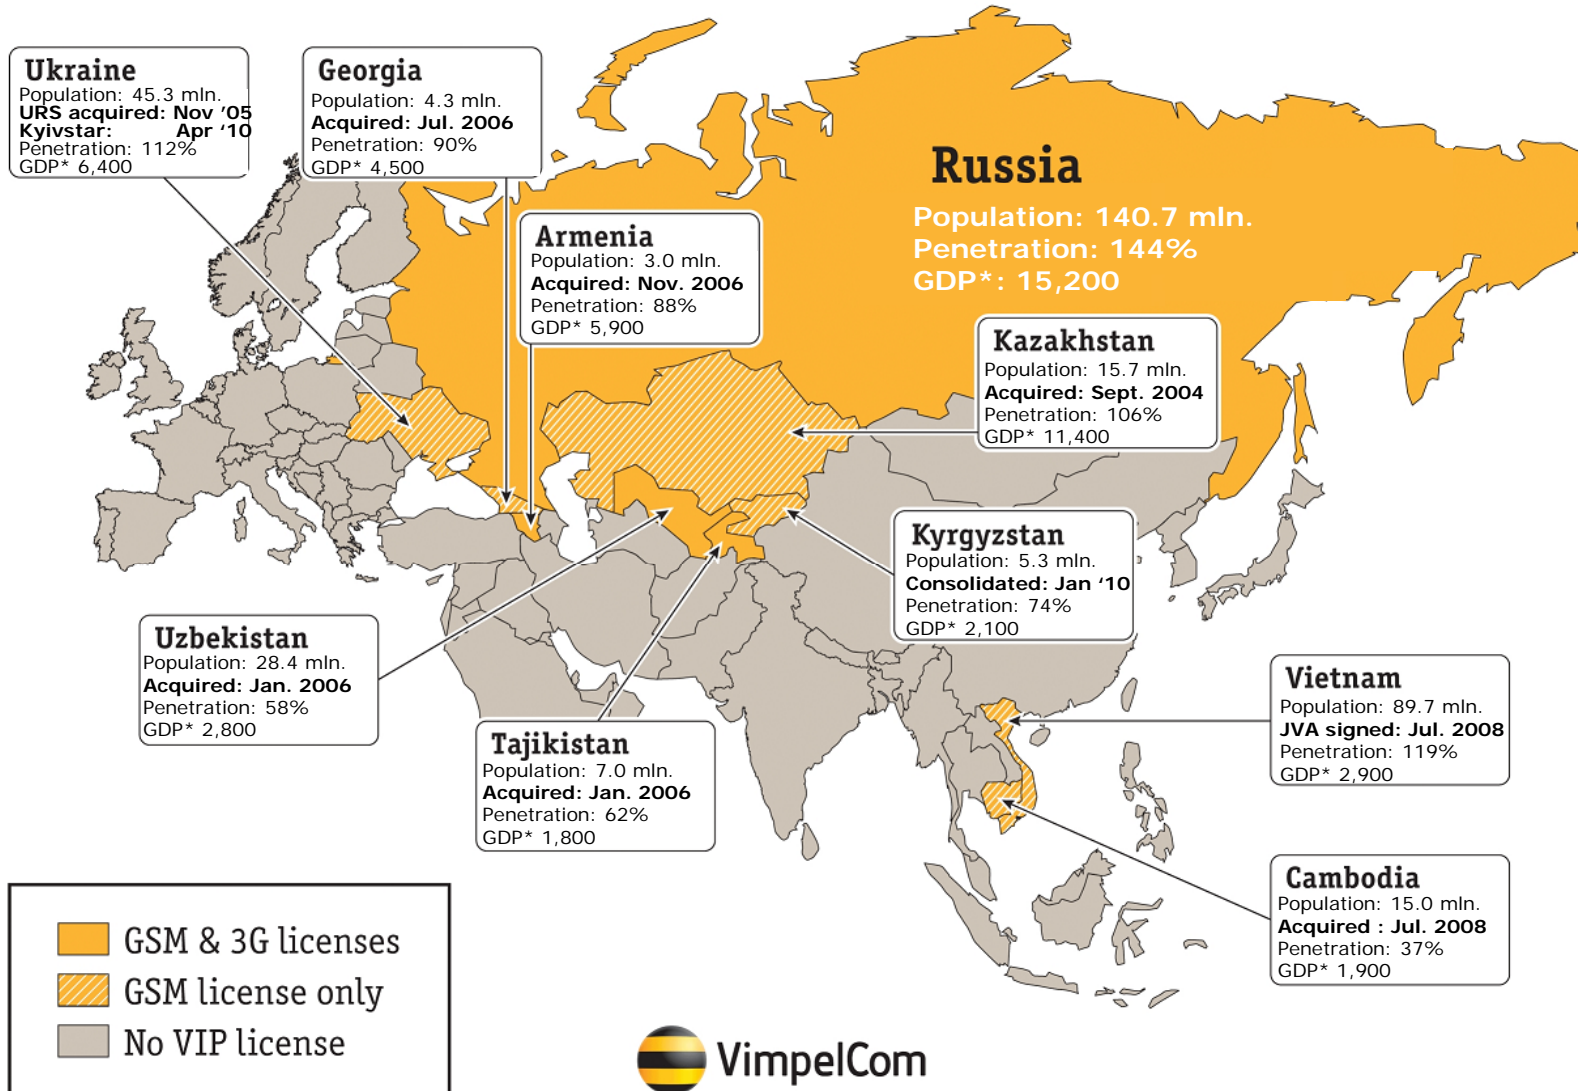 Ukraine
Population: 45.3 mln.
URS acquired: Nov '05
Kyivstar: Apr '10
Penetration: 112%
GDP* 6,400
Georgia
Population: 4.3 mln.
Acquired: Jul. 2006
Penetration: 90%
GDP* 4,500
Armenia
Population: 3.0 mln.
Acquired: Nov. 2006
Penetration: 88%
GDP* 5,900
Russia
Population: 140.7 mln.
Penetration: 144%
GDP*: 15,200
Kazakhstan
Population: 15.7 mln.
Acquired: Sept. 2004
Penetration: 106%
GDP* 11,400
Kyrgyzstan
Population: 5.3 mln.
Consolidated: Jan '10
Penetration: 74%
GDP* 2,100
Uzbekistan
Population: 28.4 mln.
Acquired: Jan. 2006
Penetration: 58%
GDP* 2,800
Tajikistan
Population: 7.0 mln.
Acquired: Jan. 2006
Penetration: 62%
GDP* 1,800
Vietnam
Population: 89.7 mln.
JVA signed: Jul. 2008
Penetration: 119%
GDP* 2,900
Cambodia
Population: 15.0 mln.
Acquired : Jul. 2008
Penetration: 37%
GDP* 1,900
GSM & 3G licenses
GSM license only
No VIP license
VimpelCom